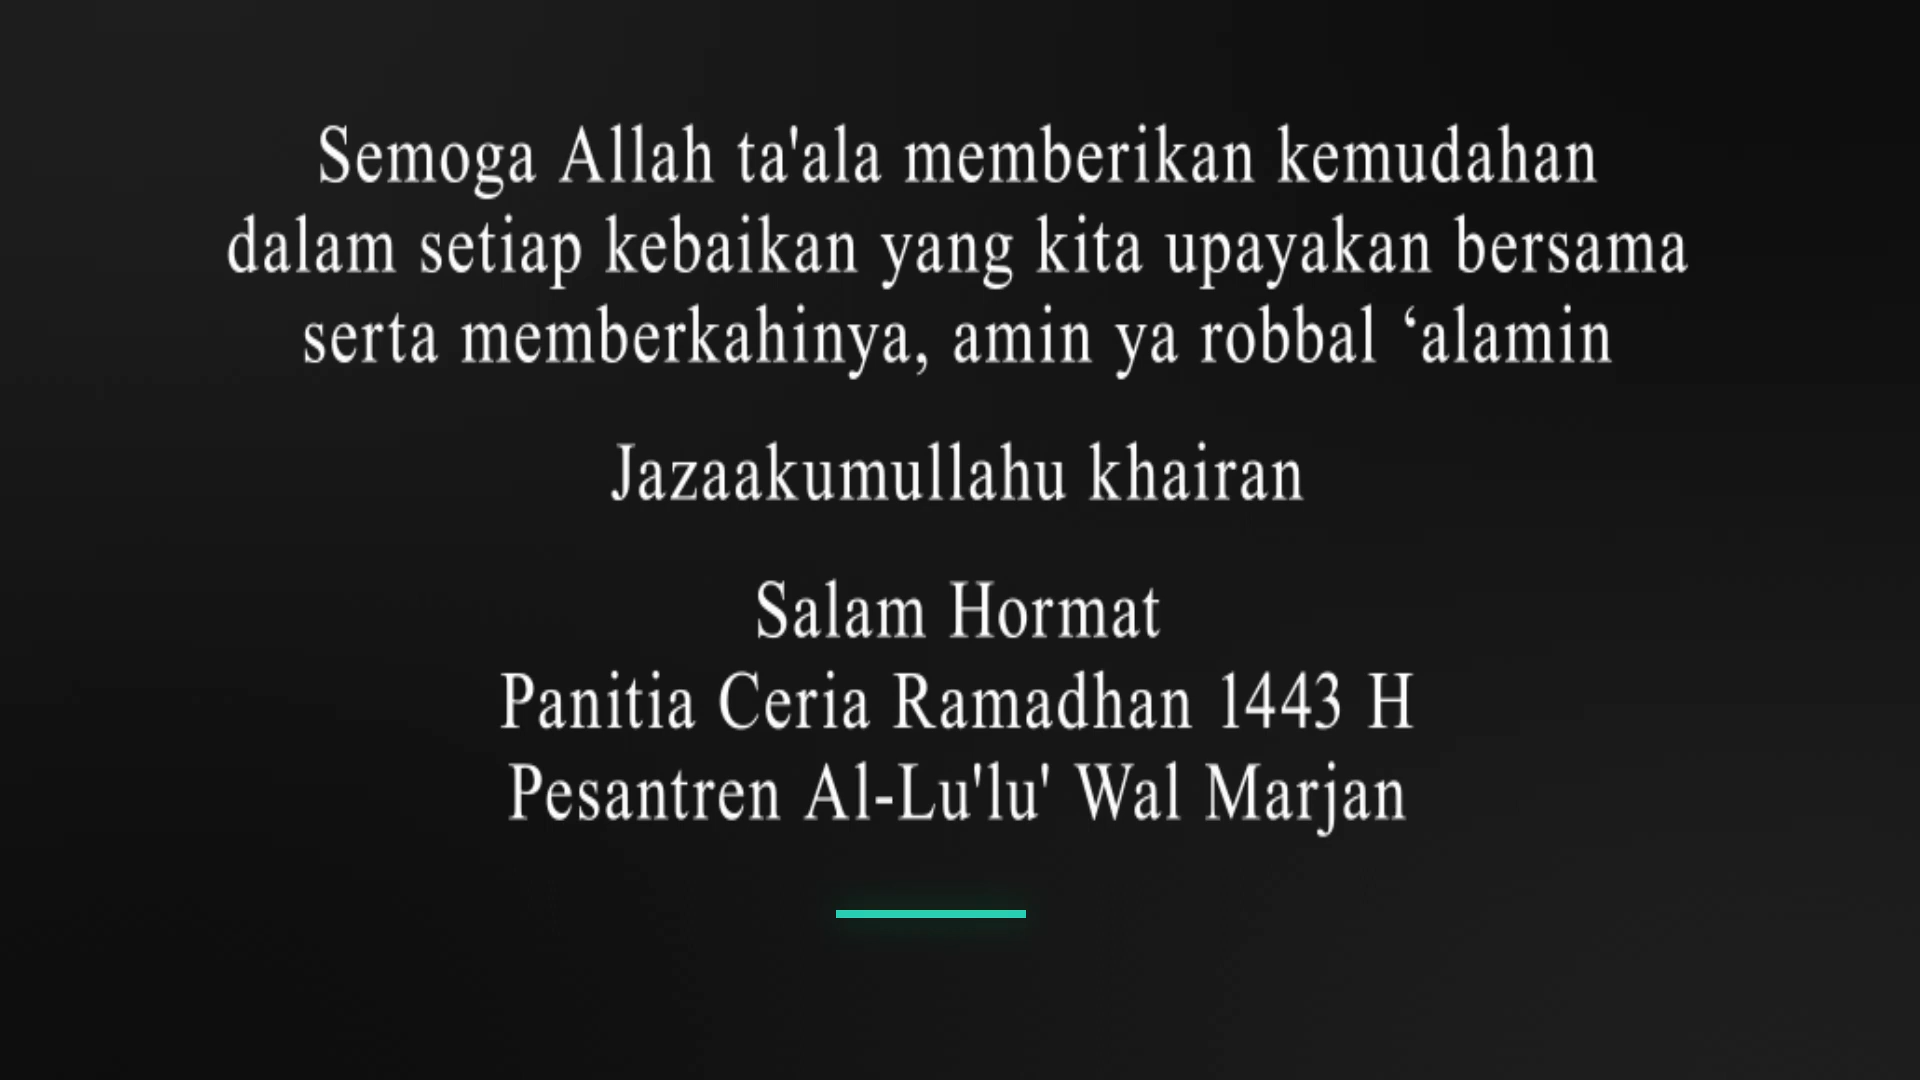 Semoga Allah ta'ala memberikan kemudahan
dalam setiap kebaikan yang kita upayakan bersama
serta memberkahinya, amin ya robbal ‘alamin
Jazaakumullahu khairan
Salam Hormat
Panitia Ceria Ramadhan 1443 H
Pesantren Al-Lu'lu' Wal Marjan